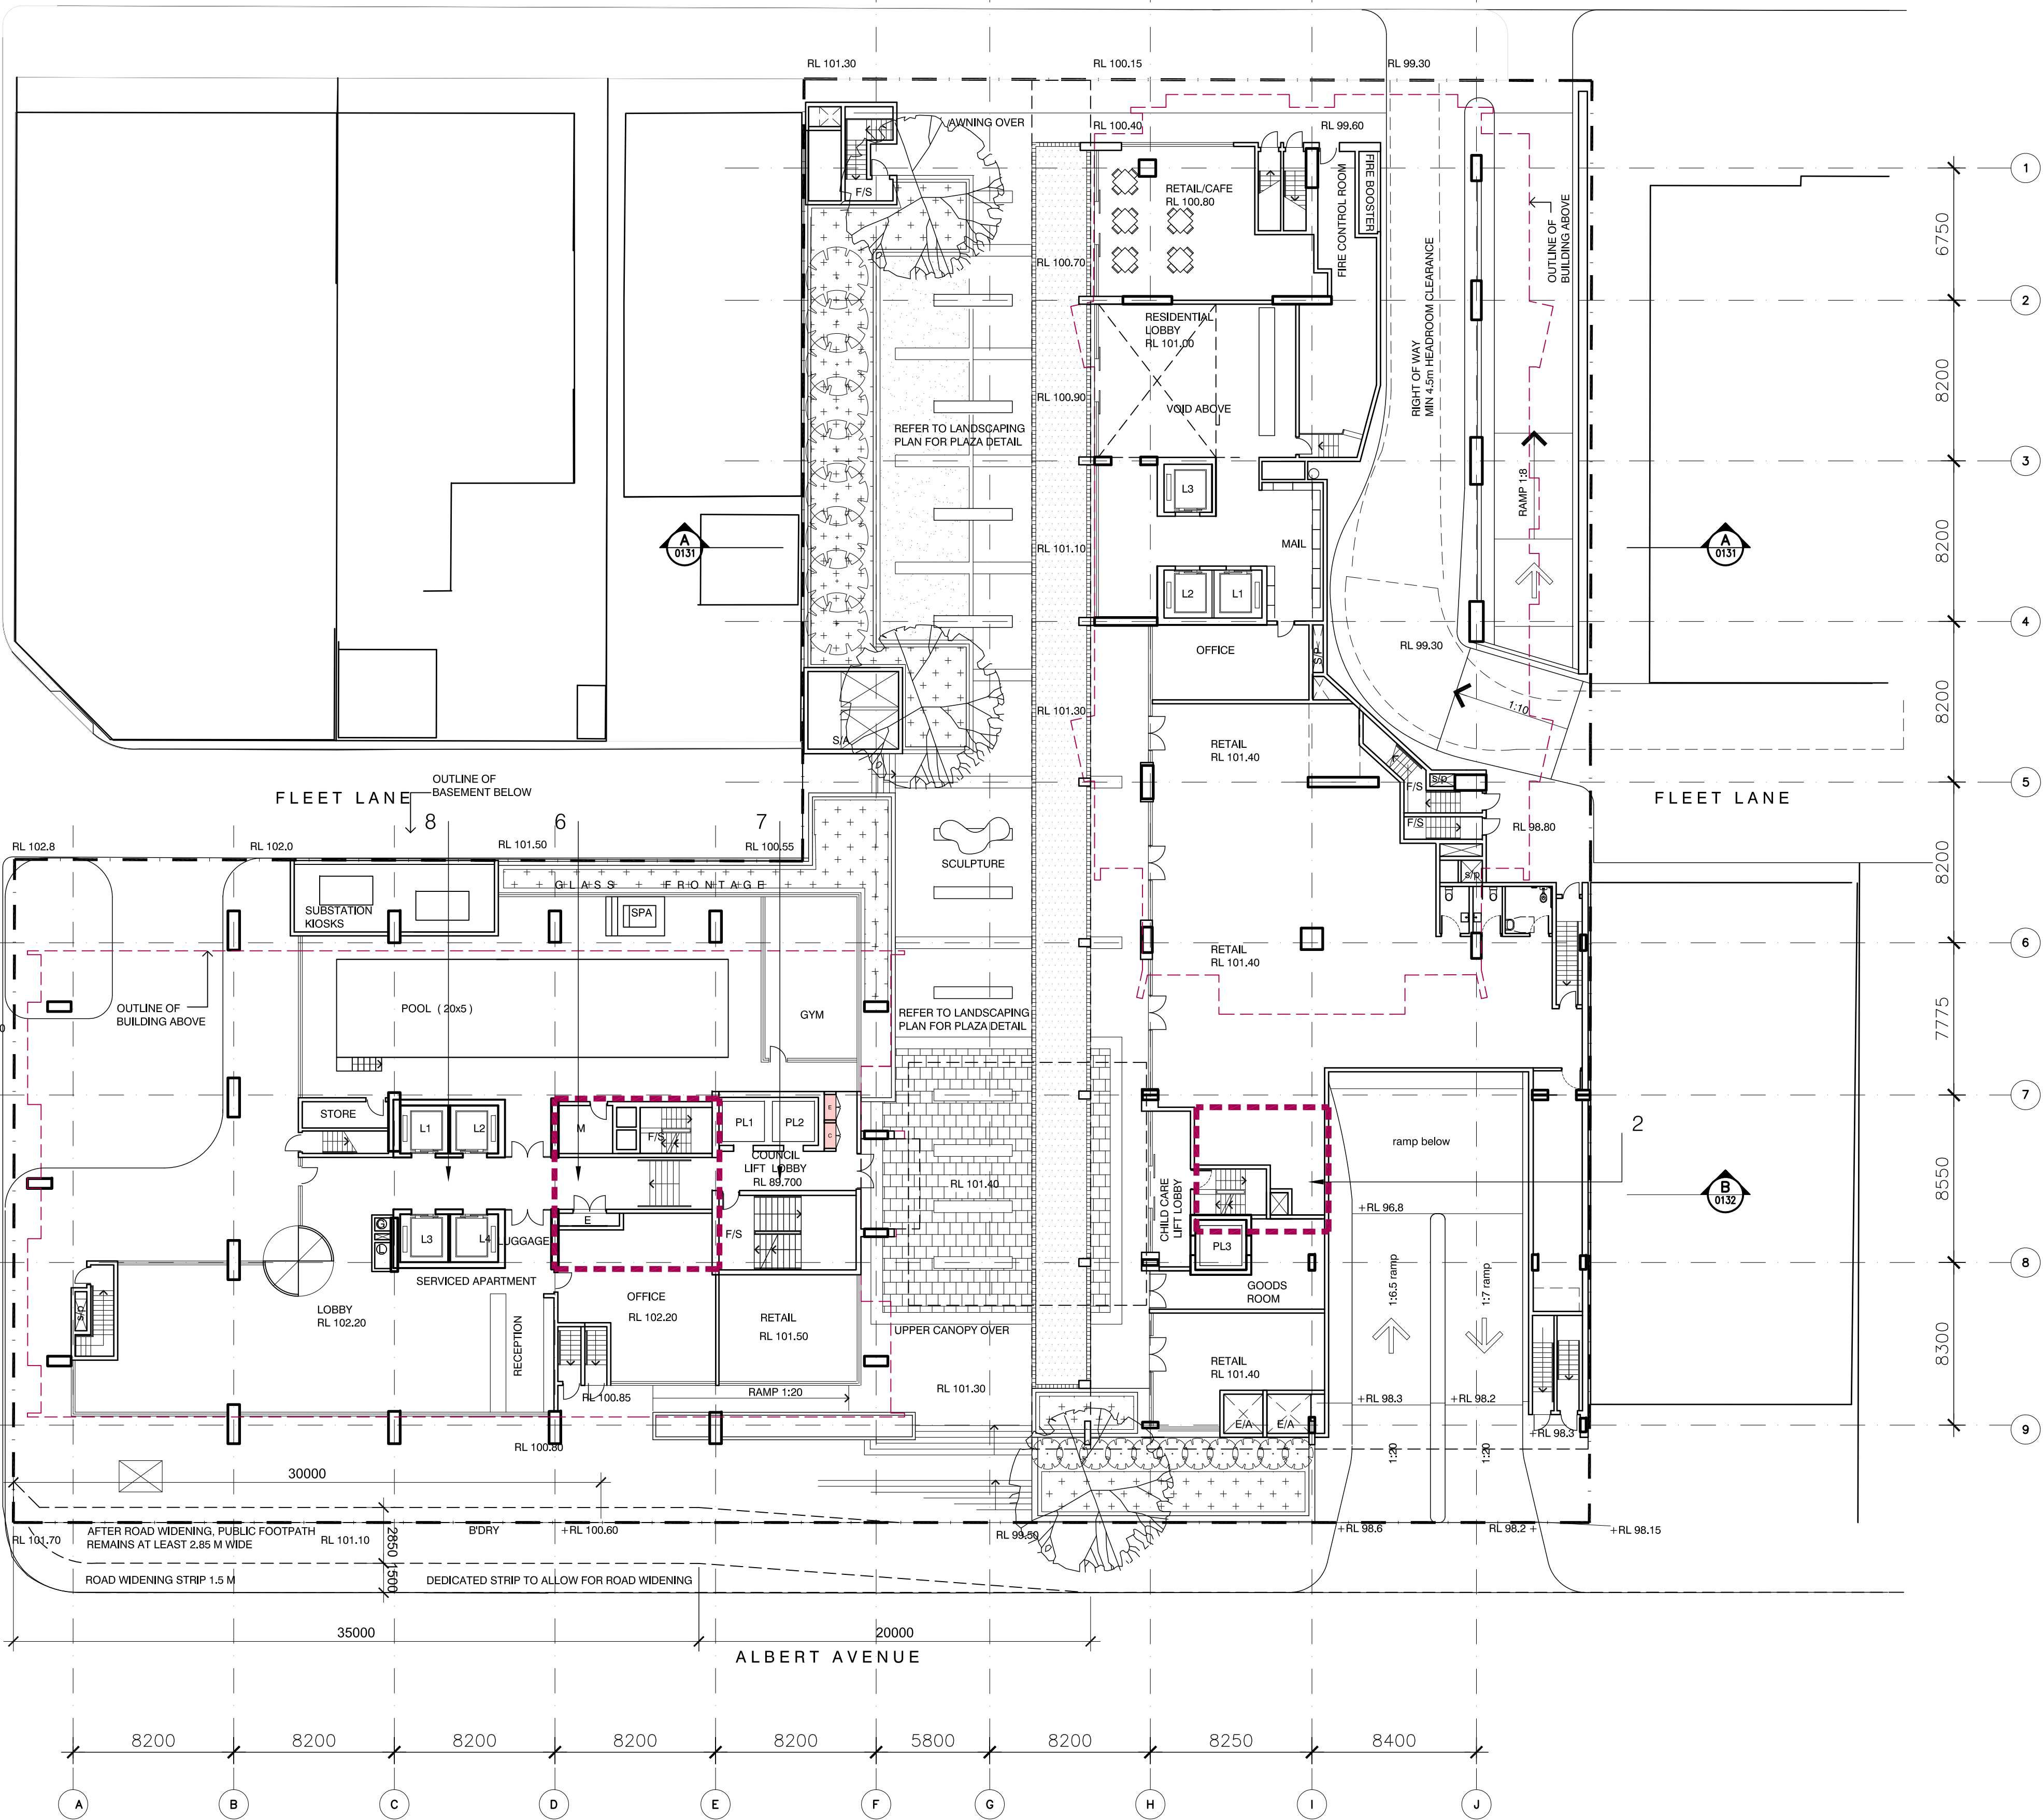 RL 101.30
RL 100.15
RL 99.30
AWNING OVER
RL 100.40
RL 99.60
1
F/S
RETAIL/CAFE
RL 100.80
FIRE CONTROL ROOM
FIRE BOOSTER
OUTLINE OF
BUILDING ABOVE
6750
RL 100.70
RIGHT OF WAY
MIN 4.5m HEADROOM CLEARANCE
2
RESIDENTIAL
LOBBY
RL 101.00
8200
RL 100.90
VOID ABOVE
REFER TO LANDSCAPING
PLAN FOR PLAZA DETAIL
3
L3
RAMP 1:8
A
0131
RL 101.10
MAIL
A
0131
8200
L2
L1
4
OFFICE
S/P
RL 99.30
RL 101.30
1:10
8200
S/A
RETAIL
RL 101.40
OUTLINE OF
BASEMENT BELOW
s/p
5
FLEET LANE
F/S
FLEET LANE
8
6
7
F/S
RL 98.80
RL 102.8
RL 102.0
RL 101.50
RL 100.55
SCULPTURE
8200
GLASS FRONTAGE
s/p
SUBSTATION
KIOSKS
SPA
RETAIL
RL 101.40
6
OUTLINE OF
BUILDING ABOVE
POOL ( 20x5 )
GYM
REFER TO LANDSCAPING
PLAN FOR PLAZA DETAIL
7775
7
STORE
L1
L2
M
F/S
PL1
PL2
E
C
2
ramp below
COUNCIL
LIFT LOBBY
RL 89.700
RL 101.40
CHILD CARE
LIFT LOBBY
B
0132
8550
+RL 96.8
G
L
L3
L4
LUGGAGE
E
F/S
PL3
8
SERVICED APARTMENT
GOODS
ROOM
1:6.5 ramp
1:7 ramp
s/p
LOBBY
RL 102.20
OFFICE
RL 102.20
RETAIL
RL 101.50
RECEPTION
UPPER CANOPY OVER
8300
RETAIL
RL 101.40
RL 100.85
RAMP 1:20
RL 101.30
+RL 98.3
+RL 98.2
E/A
E/A
9
RL 100.80
+RL 98.3
1:20
1:20
30000
AFTER ROAD WIDENING, PUBLIC FOOTPATH
REMAINS AT LEAST 2.85 M WIDE
RL 101.70
RL 101.10
2850
B'DRY
+RL 100.60
RL 99.50
+RL 98.6
RL 98.2 +
+RL 98.15
ROAD WIDENING STRIP 1.5 M
1500
DEDICATED STRIP TO ALLOW FOR ROAD WIDENING
35000
20000
ALBERT AVENUE
8200
8200
8200
8200
8200
5800
8200
8250
8400
A
B
C
D
E
F
G
H
I
J